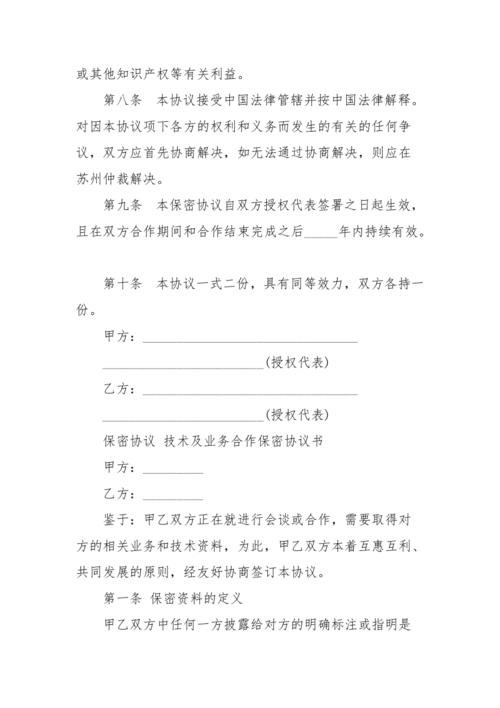 或其他知识产权等有关利益。
第八条　本协议接受中国法律管辖并按中国法律解释。
对因本协议项下各方的权利和义务而发生的有关的任何争
议，双方应首先协商解决，如无法通过协商解决，则应在
苏州仲裁解决。
第九条　本保密协议自双方授权代表签署之日起生效，
且在双方合作期间和合作结束完成之后_____年内持续有效。
第十条　本协议一式二份，具有同等效力，双方各持一
份。
甲方：________________________________
________________________(授权代表)
乙方：________________________________
________________________(授权代表)
保密协议 技术及业务合作保密协议书
甲方：_________
乙方：_________
鉴于：甲乙双方正在就进行会谈或合作，需要取得对
方的相关业务和技术资料，为此，甲乙双方本着互惠互利、
共同发展的原则，经友好协商签订本协议。
第一条 保密资料的定义
甲乙双方中任何一方披露给对方的明确标注或指明是